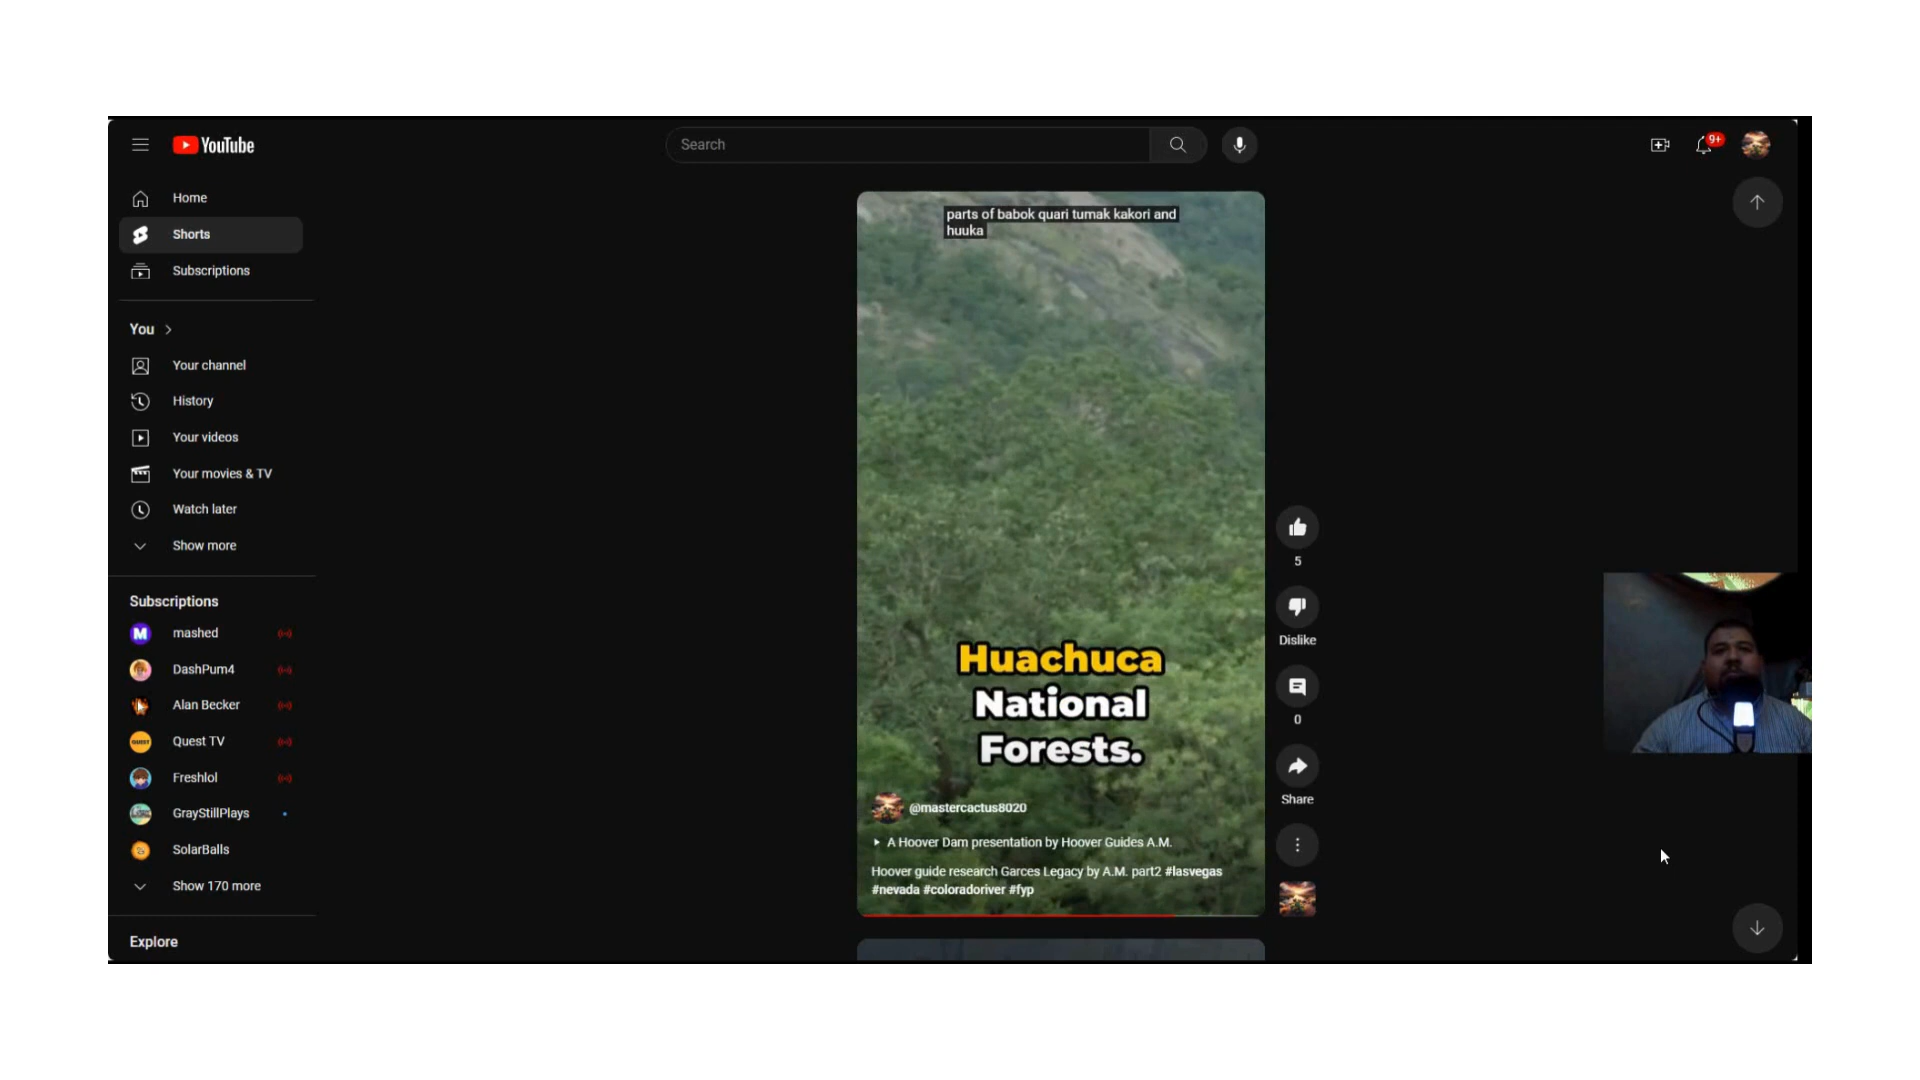 YouTube
Search
9+
Home
Shorts
Subscriptions
You
Your channel
History
Your videos
Your movies & TV
Watch later
Show more
Subscriptions
M mashed
DashPum4
Alan Becker
Quest TV
Freshlol
GrayStillPlays
SolarBalls
Show 170 more
Explore
parts of babok quari tumak kakori and
huuka
Huachuca
National
Forests.
@mastercactus8020
A Hoover Dam presentation by Hoover Guides A.M.
Hoover guide research Garces Legacy by A.M. part2 #lasvegas
#nevada #coloradoriver #fyp
5
Dislike
0
Share